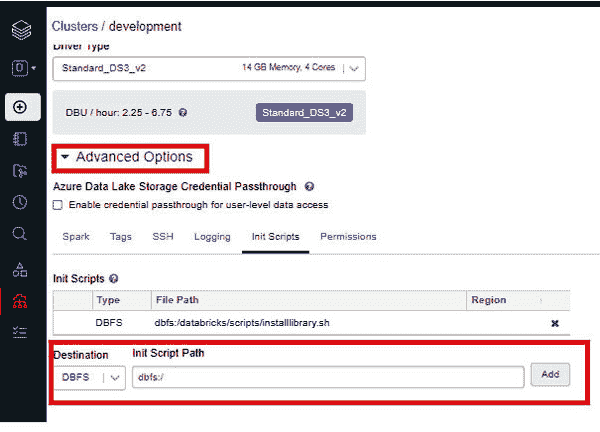 Clusters / development
Driver Type
Standard_DS3_v2 14 GB Memory, 4 Cores
DBU / hour: 2.25 - 6.75 Standard_DS3_v2
Advanced Options
Azure Data Lake Storage Credential Passthrough
Enable credential passthrough for user-level data access
Spark Tags SSH Logging Init Scripts Permissions
Init Scripts
Type File Path Region
DBFS dbfs:/databricks/scripts/installlibrary.sh
Destination Init Script Path
DBFS dbfs:/ Add